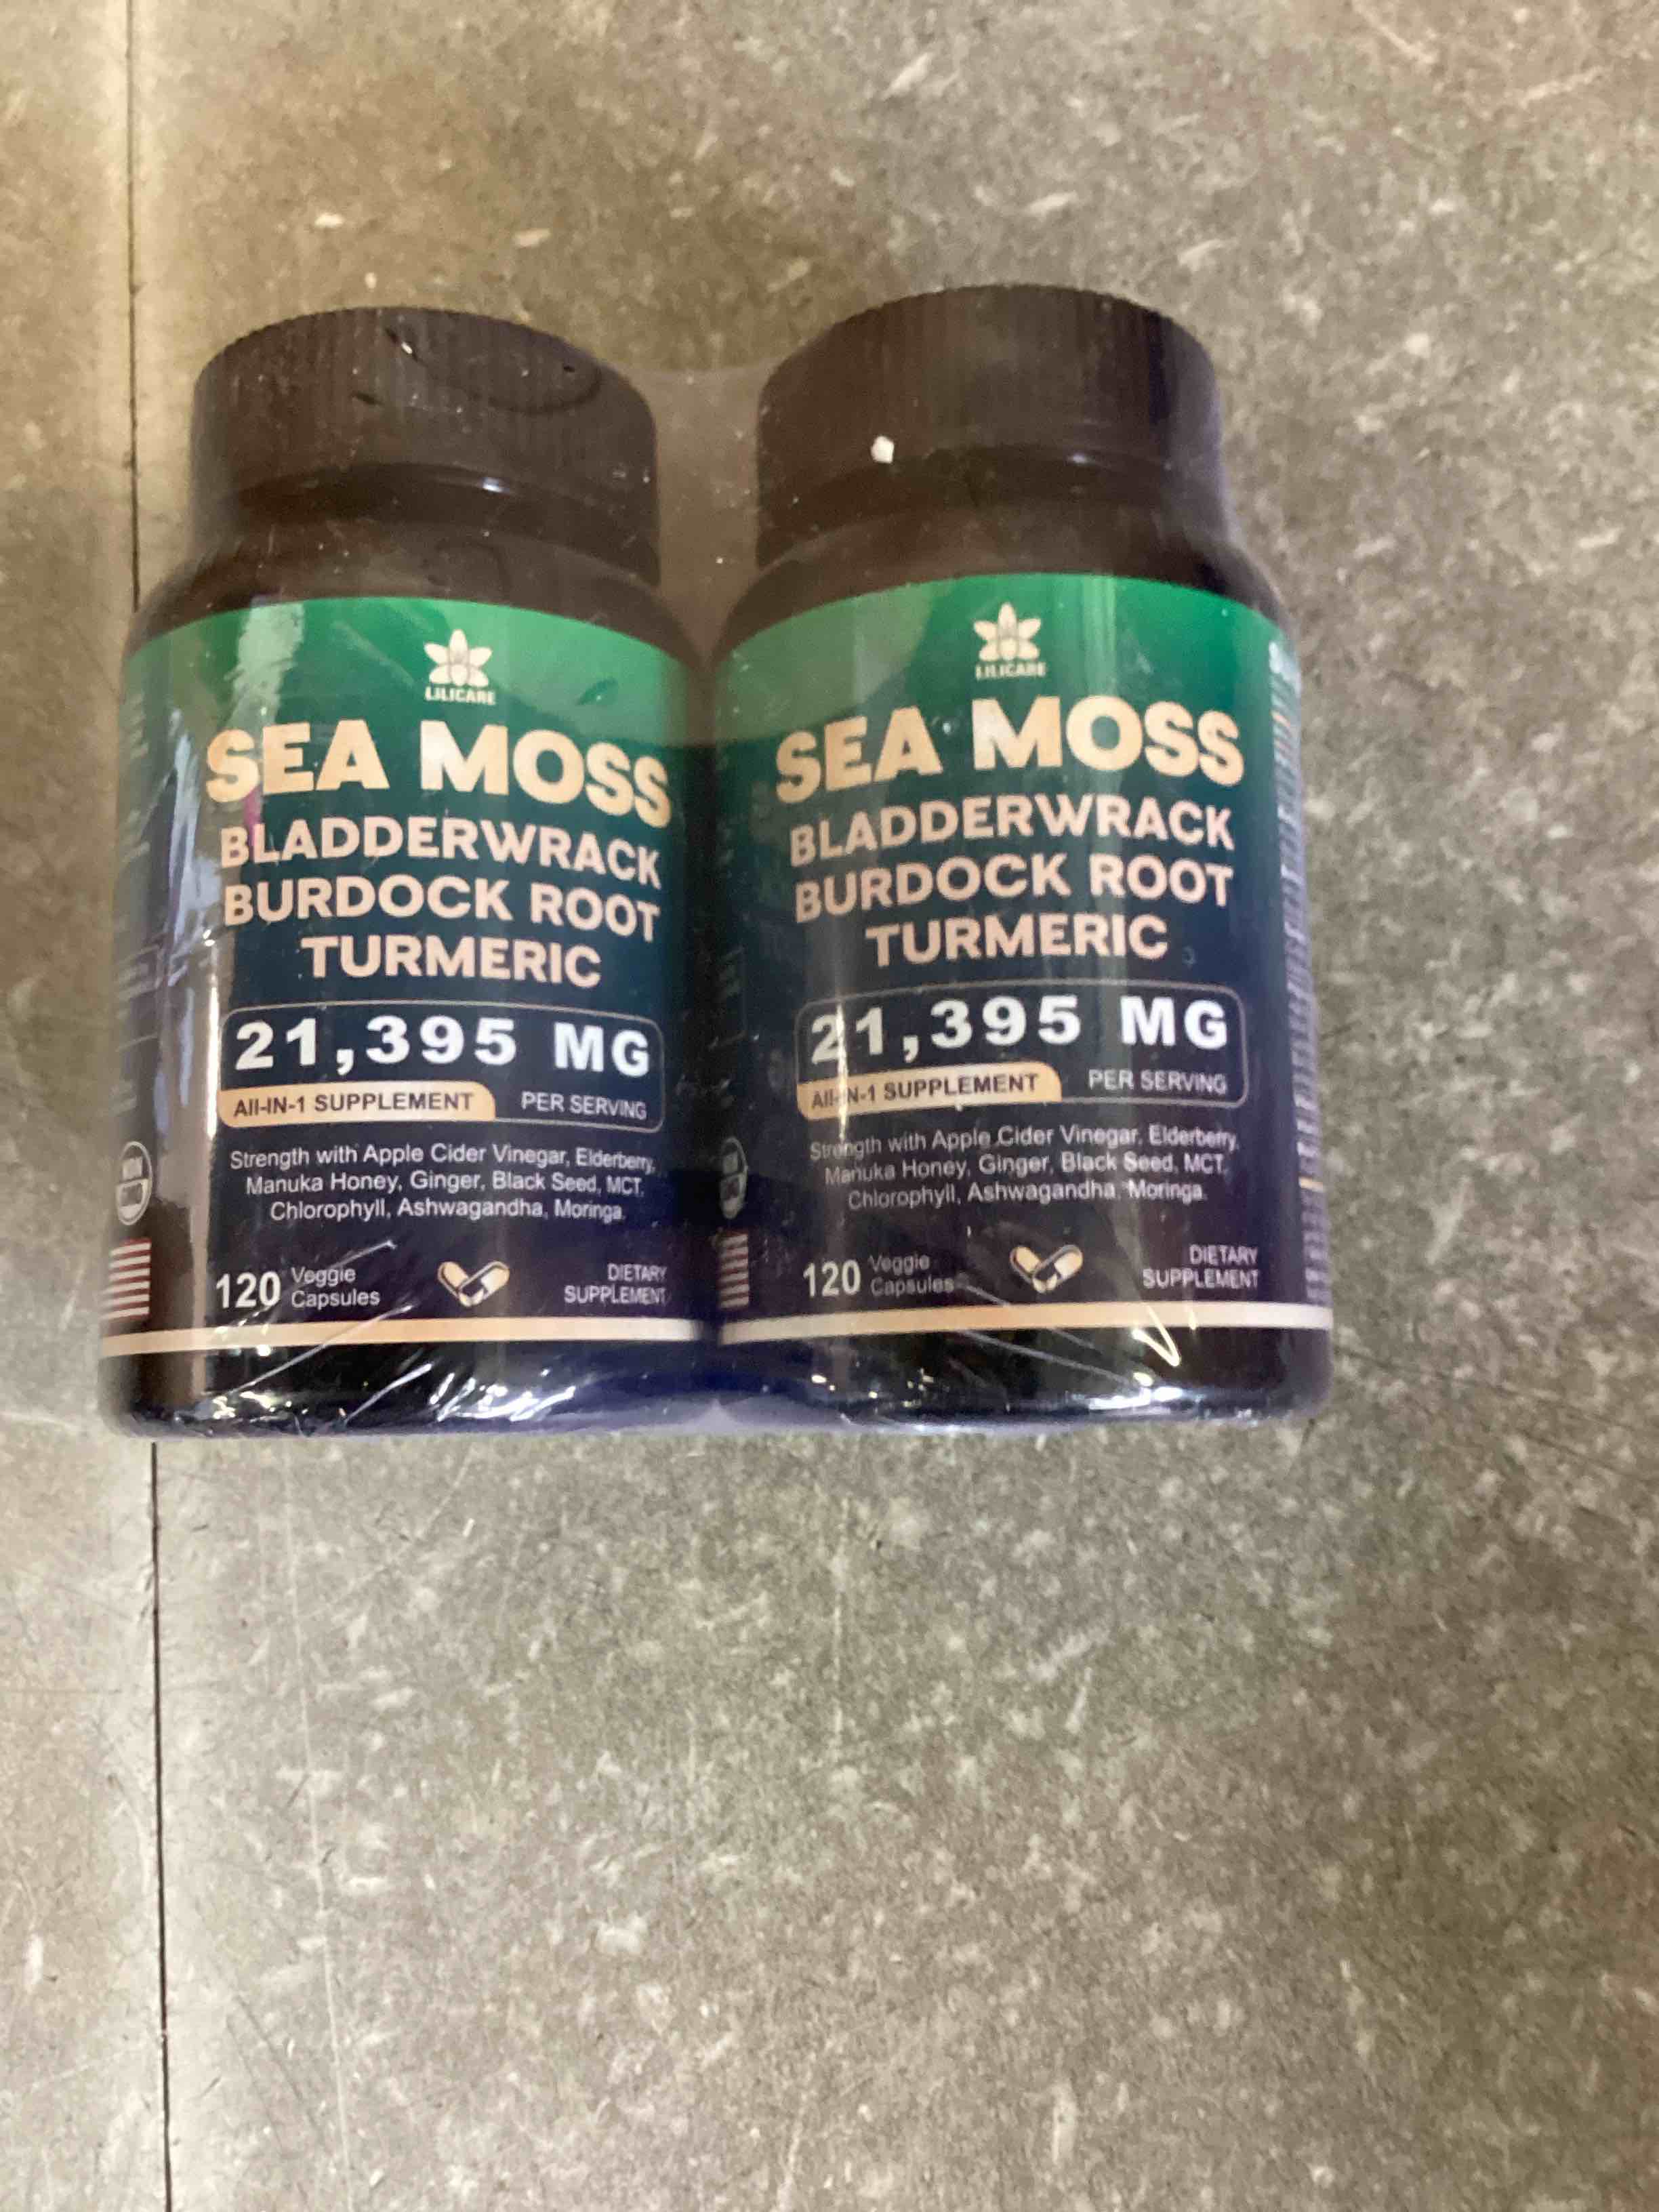 LILICARE
SEA MOSS
BLADDERWRACK
BURDOCK ROOT
TURMERIC
21,395 MG
All-IN-1 SUPPLEMENT PER SERVING
Strength with Apple Cider Vinegar, Elderberry,
Manuka Honey, Ginger, Black Seed, MCT,
Chlorophyll, Ashwagandha, Moringa.
120 Veggie
Capsules
DIETARY
SUPPLEMENT
NON
LILICARE
SEA MOSS
BLADDERWRACK
BURDOCK ROOT
TURMERIC
21,395 MG
All-IN-1 SUPPLEMENT PER SERVING
Strength with Apple Cider Vinegar, Elderberry,
Manuka Honey, Ginger, Black Seed, MCT,
Chlorophyll, Ashwagandha, Moringa.
120 Veggie
Capsules
DIETARY
SUPPLEMENT